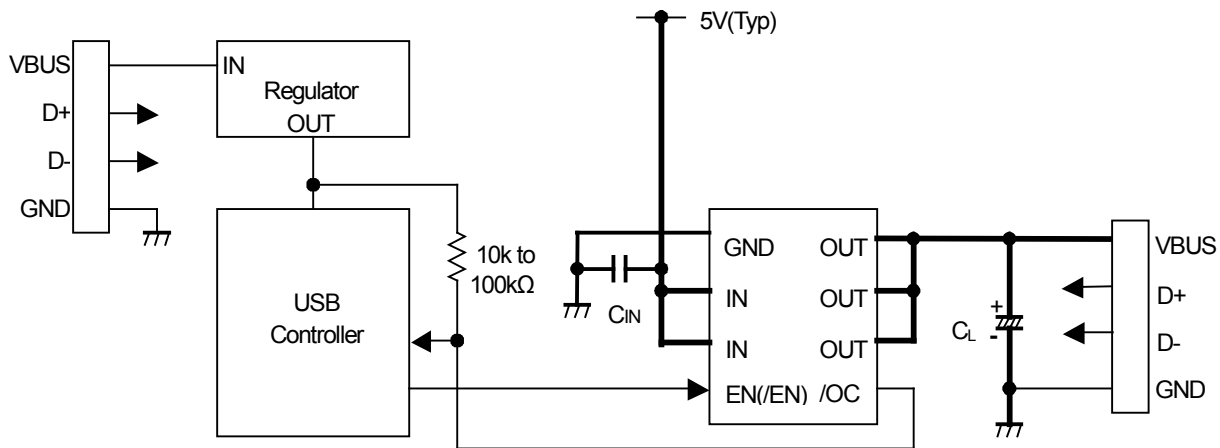 5V(Typ)
VBUS
D+
D-
GND
IN
Regulator
OUT
10k to
100kΩ
USB
Controller
CIN
GND OUT
IN OUT
IN OUT
EN(/EN) /OC
+
-
CL
VBUS
D+
D-
GND